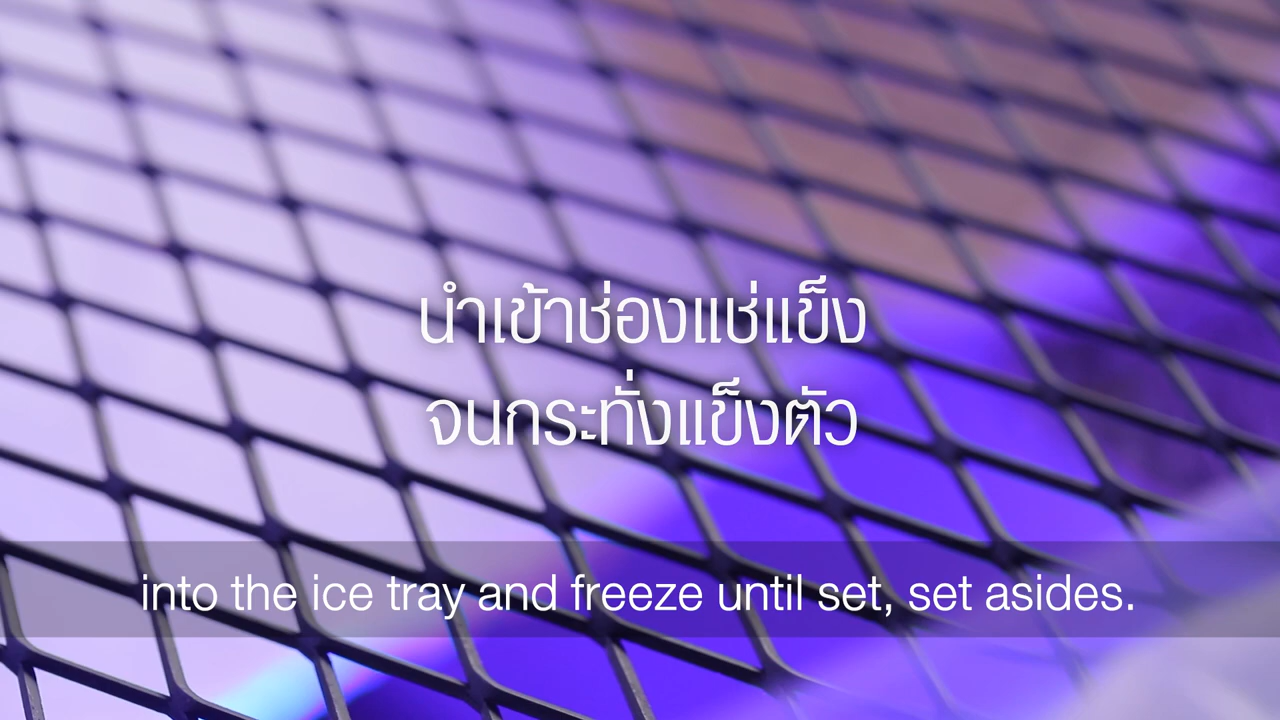 นำเข้าช่องแช่แข็ง
จนกระทั่งแข็งตัว
into the ice tray and freeze until set, set asides.